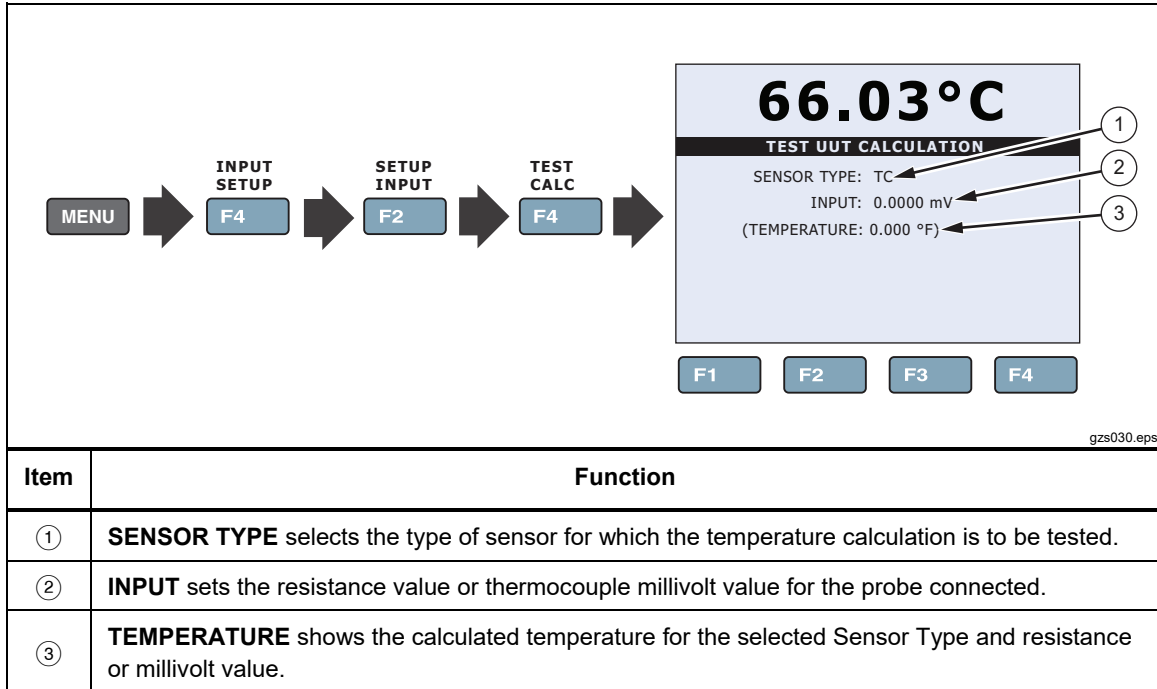 66.03°C
TEST UUT CALCULATION
SENSOR TYPE: TC
INPUT: 0.0000 mV
(TEMPERATURE: 0.000 °F)
1
2
3
INPUT
SETUP
SETUP
INPUT
TEST
CALC
MENU
F4
F2
F4
F1
F2
F3
F4
gzs030.eps
Item
Function
1
SENSOR TYPE selects the type of sensor for which the temperature calculation is to be tested.
2
INPUT sets the resistance value or thermocouple millivolt value for the probe connected.
3
TEMPERATURE shows the calculated temperature for the selected Sensor Type and resistance
or millivolt value.